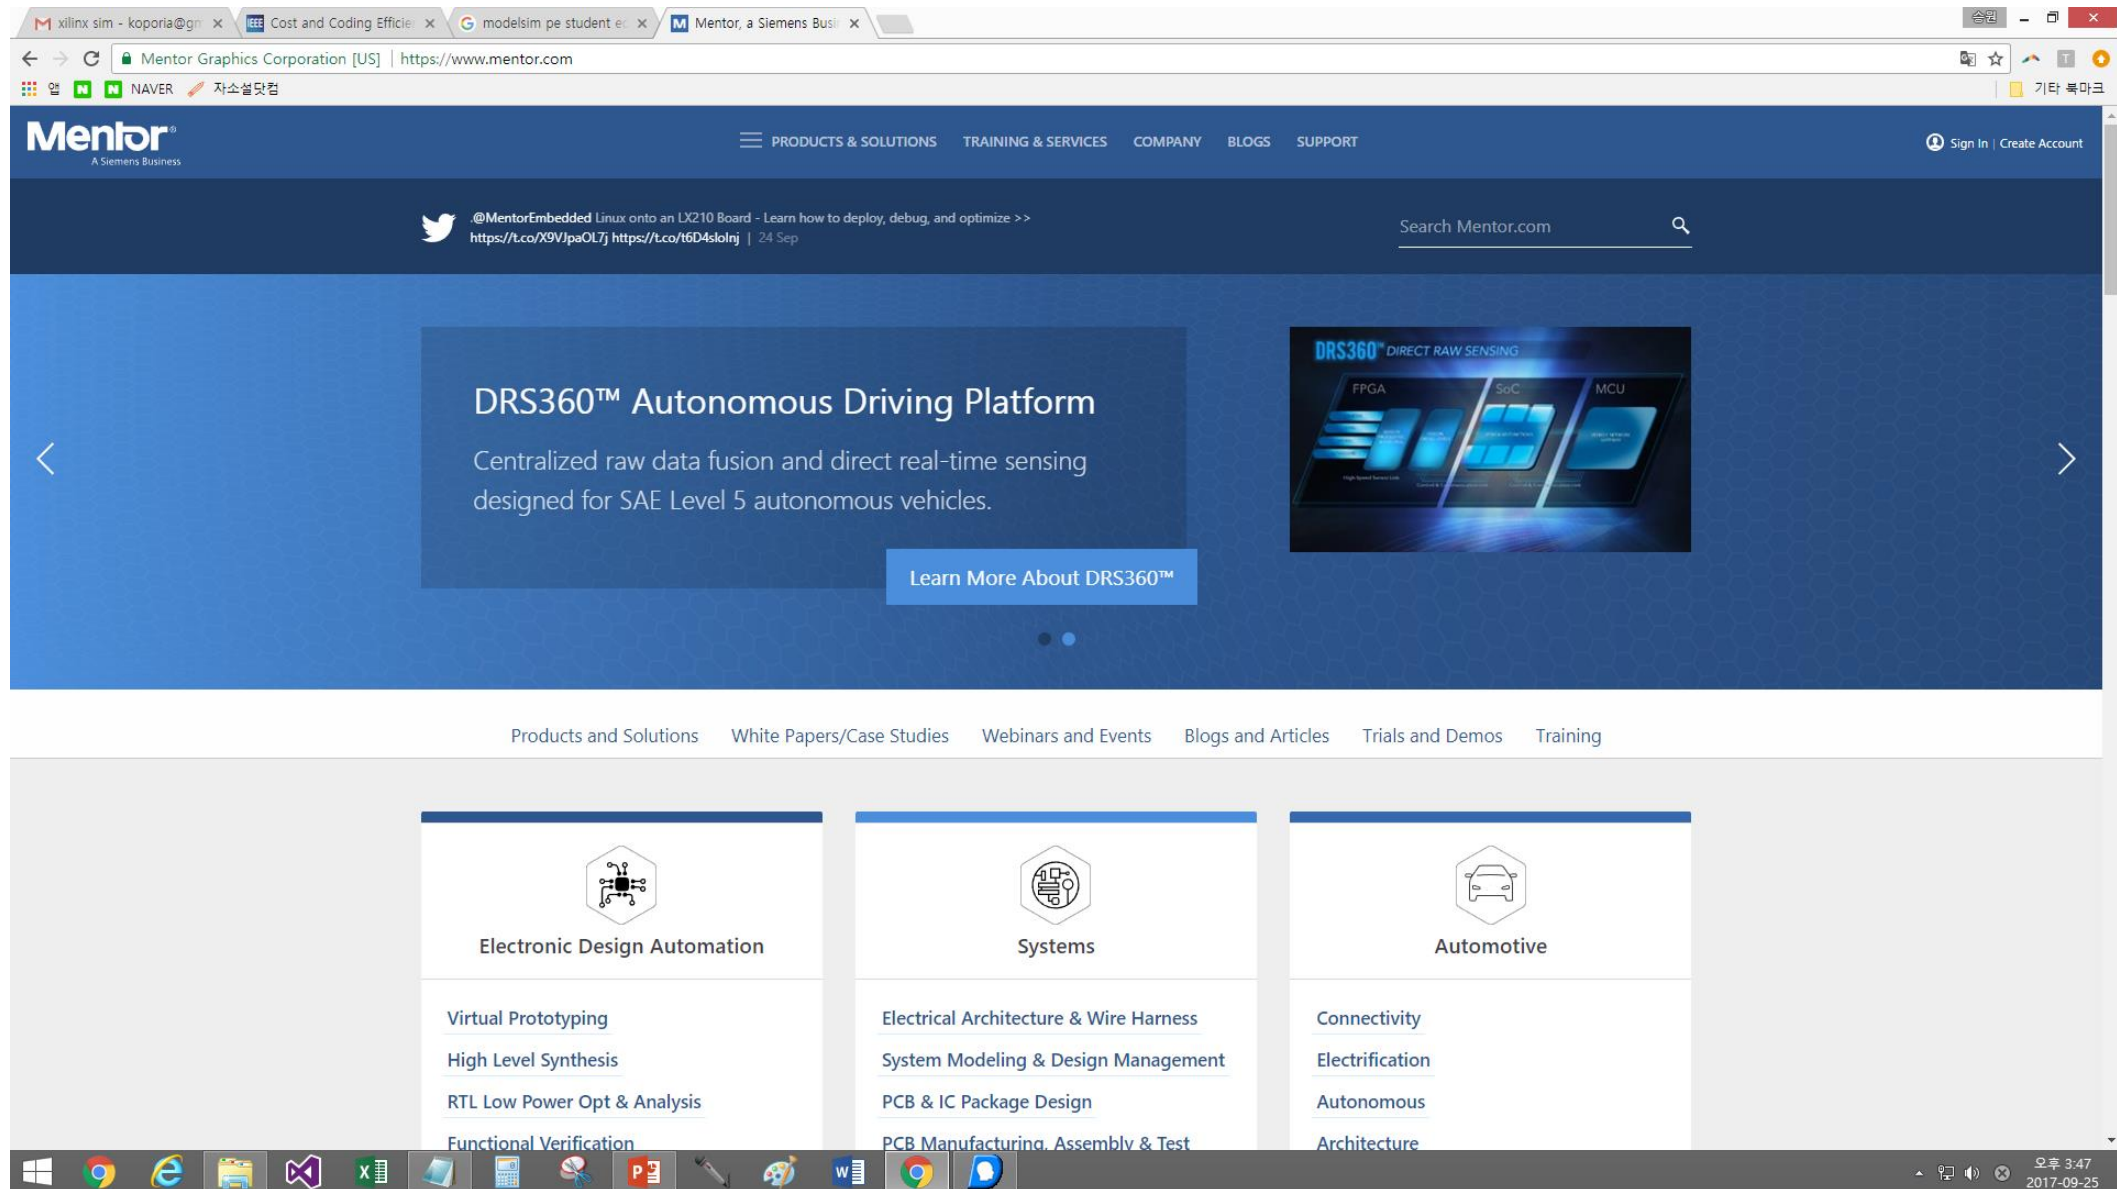 xilinx sim - koporia@gm
Cost and Coding Efficie
modelsim pe student ed
Mentor, a Siemens Busin
송원
Mentor Graphics Corporation [US] | https://www.mentor.com
앱
NAVER
자소설닷컴
기타 북마크
Mentor®
A Siemens Business
PRODUCTS & SOLUTIONS
TRAINING & SERVICES
COMPANY
BLOGS
SUPPORT
Sign In | Create Account
.@MentorEmbedded Linux onto an LX210 Board - Learn how to deploy, debug, and optimize >>
https://t.co/X9VJpaOL7j https://t.co/t6D4sloInj | 24 Sep
Search Mentor.com
DRS360™ DIRECT RAW SENSING
FPGA
SoC
MCU
DRS360™ Autonomous Driving Platform
Centralized raw data fusion and direct real-time sensing
designed for SAE Level 5 autonomous vehicles.
Learn More About DRS360™
Products and Solutions
White Papers/Case Studies
Webinars and Events
Blogs and Articles
Trials and Demos
Training
Electronic Design Automation
Virtual Prototyping
High Level Synthesis
RTL Low Power Opt & Analysis
Functional Verification
Systems
Electrical Architecture & Wire Harness
System Modeling & Design Management
PCB & IC Package Design
PCB Manufacturing, Assembly & Test
Automotive
Connectivity
Electrification
Autonomous
Architecture
오후 3:47
2017-09-25